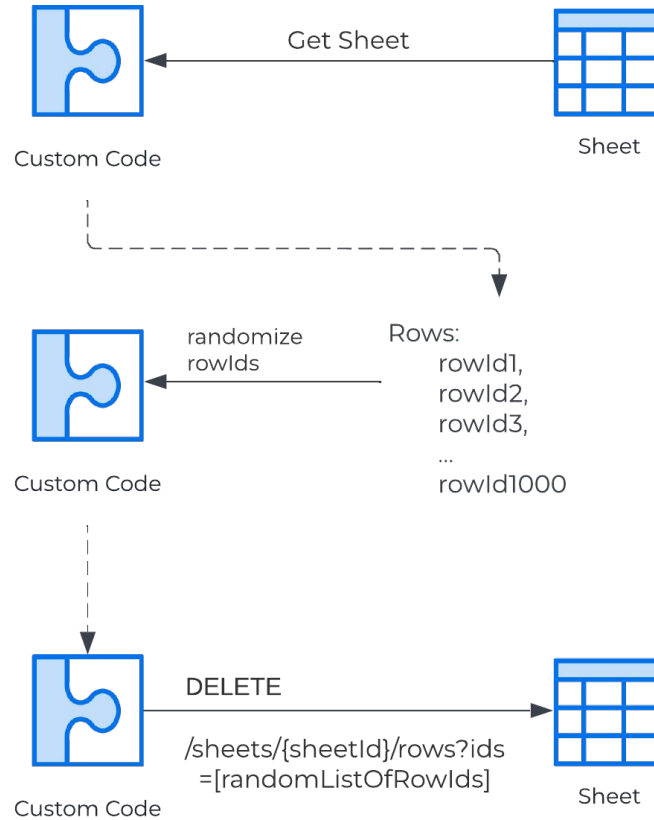 Get Sheet
Custom Code
Sheet
randomize
rowIds
Rows:
rowId1,
rowId2,
rowId3,
...
rowId1000
Custom Code
DELETE
/sheets/{sheetId}/rows?ids
=[randomListOfRowIds]
Custom Code
Sheet